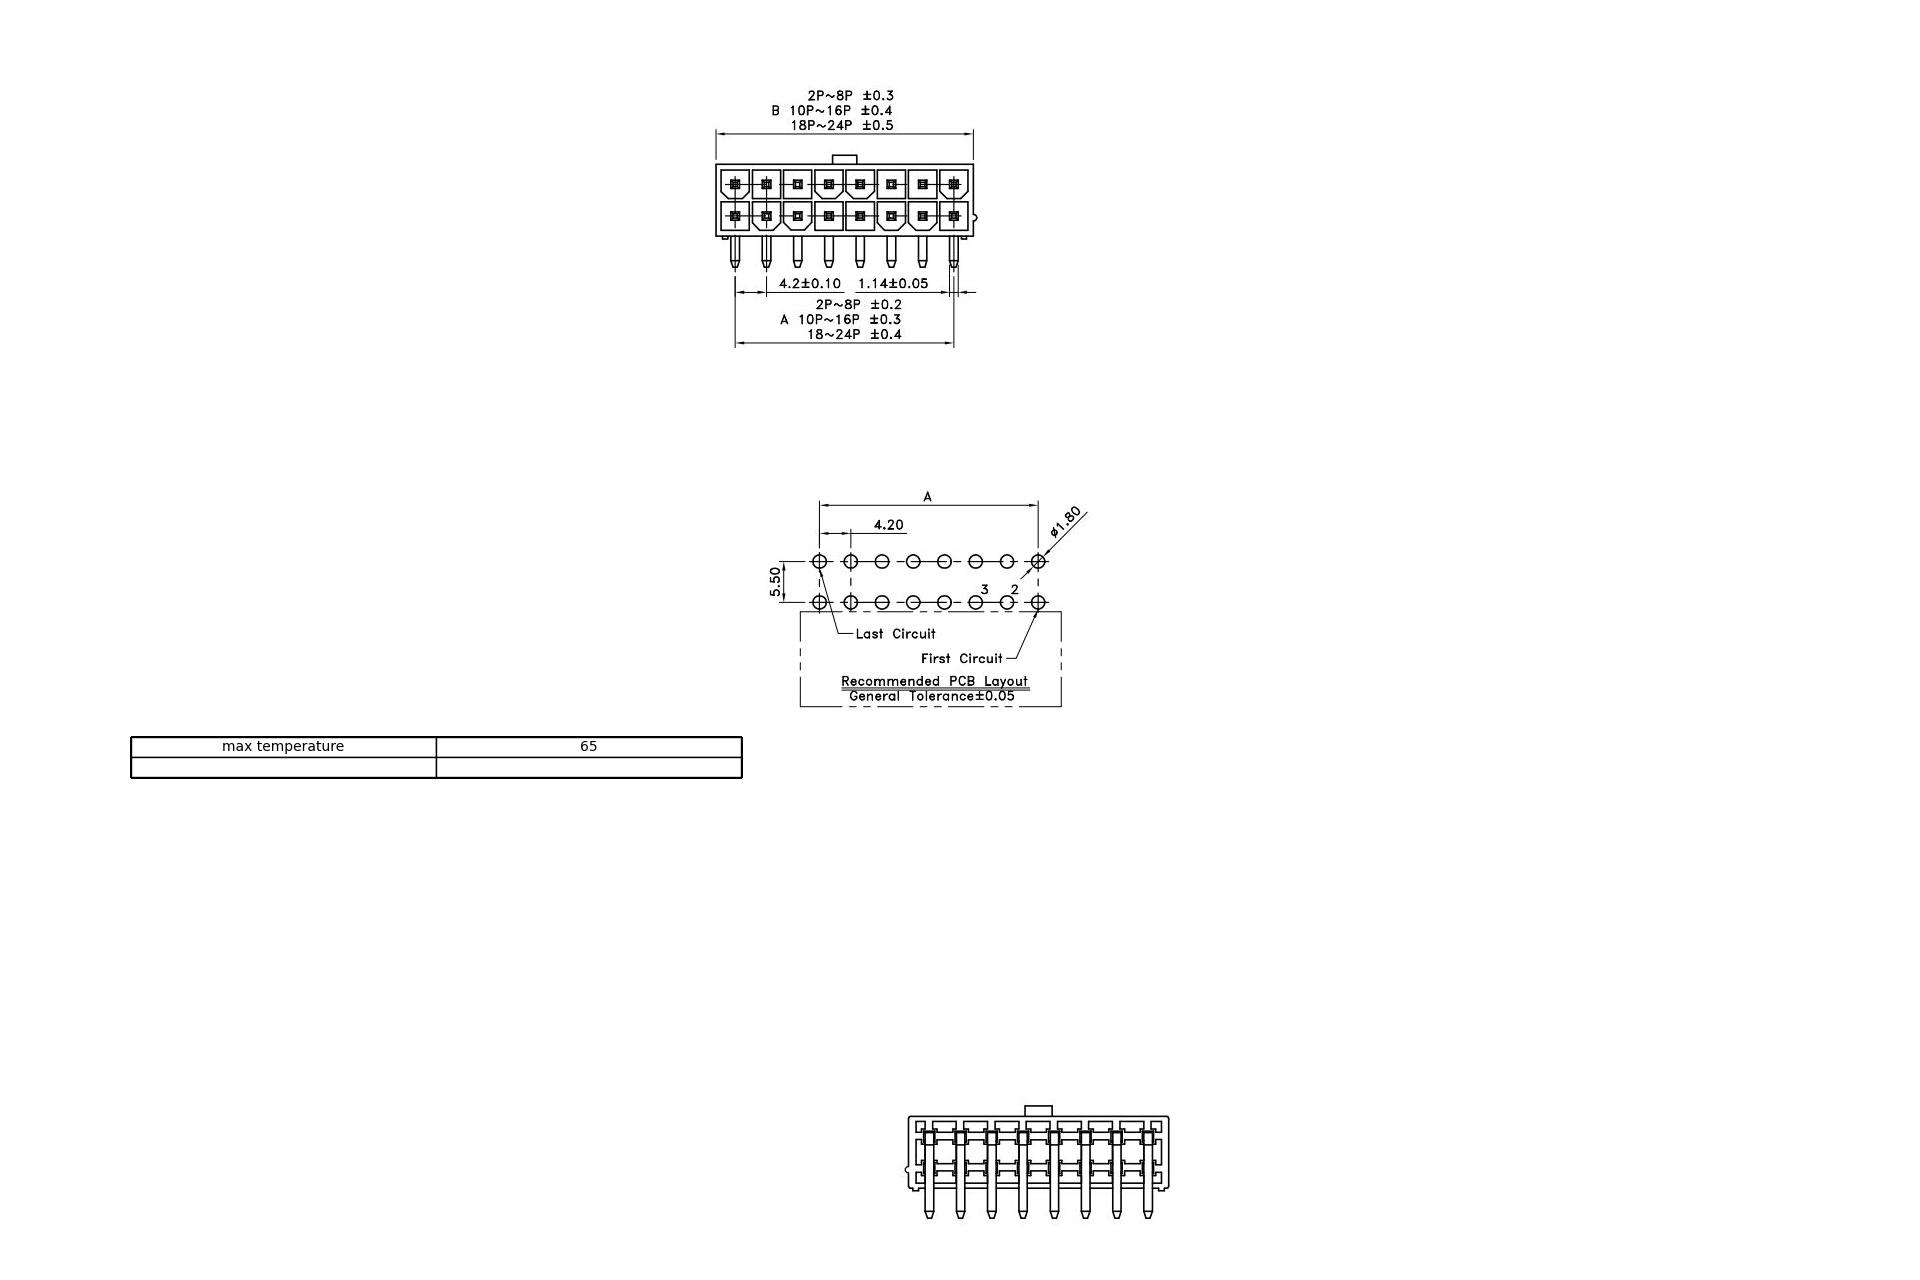 2P~8P ±0.3
B 10P~16P ±0.4
18P~24P ±0.5
4.2±0.10 1.14±0.05
2P~8P ±0.2
A 10P~16P ±0.3
18~24P ±0.4
A
4.20
ø1.80
5.50
3 2
Last Circuit
First Circuit
Recommended PCB Layout
General Tolerance±0.05
max temperature 65